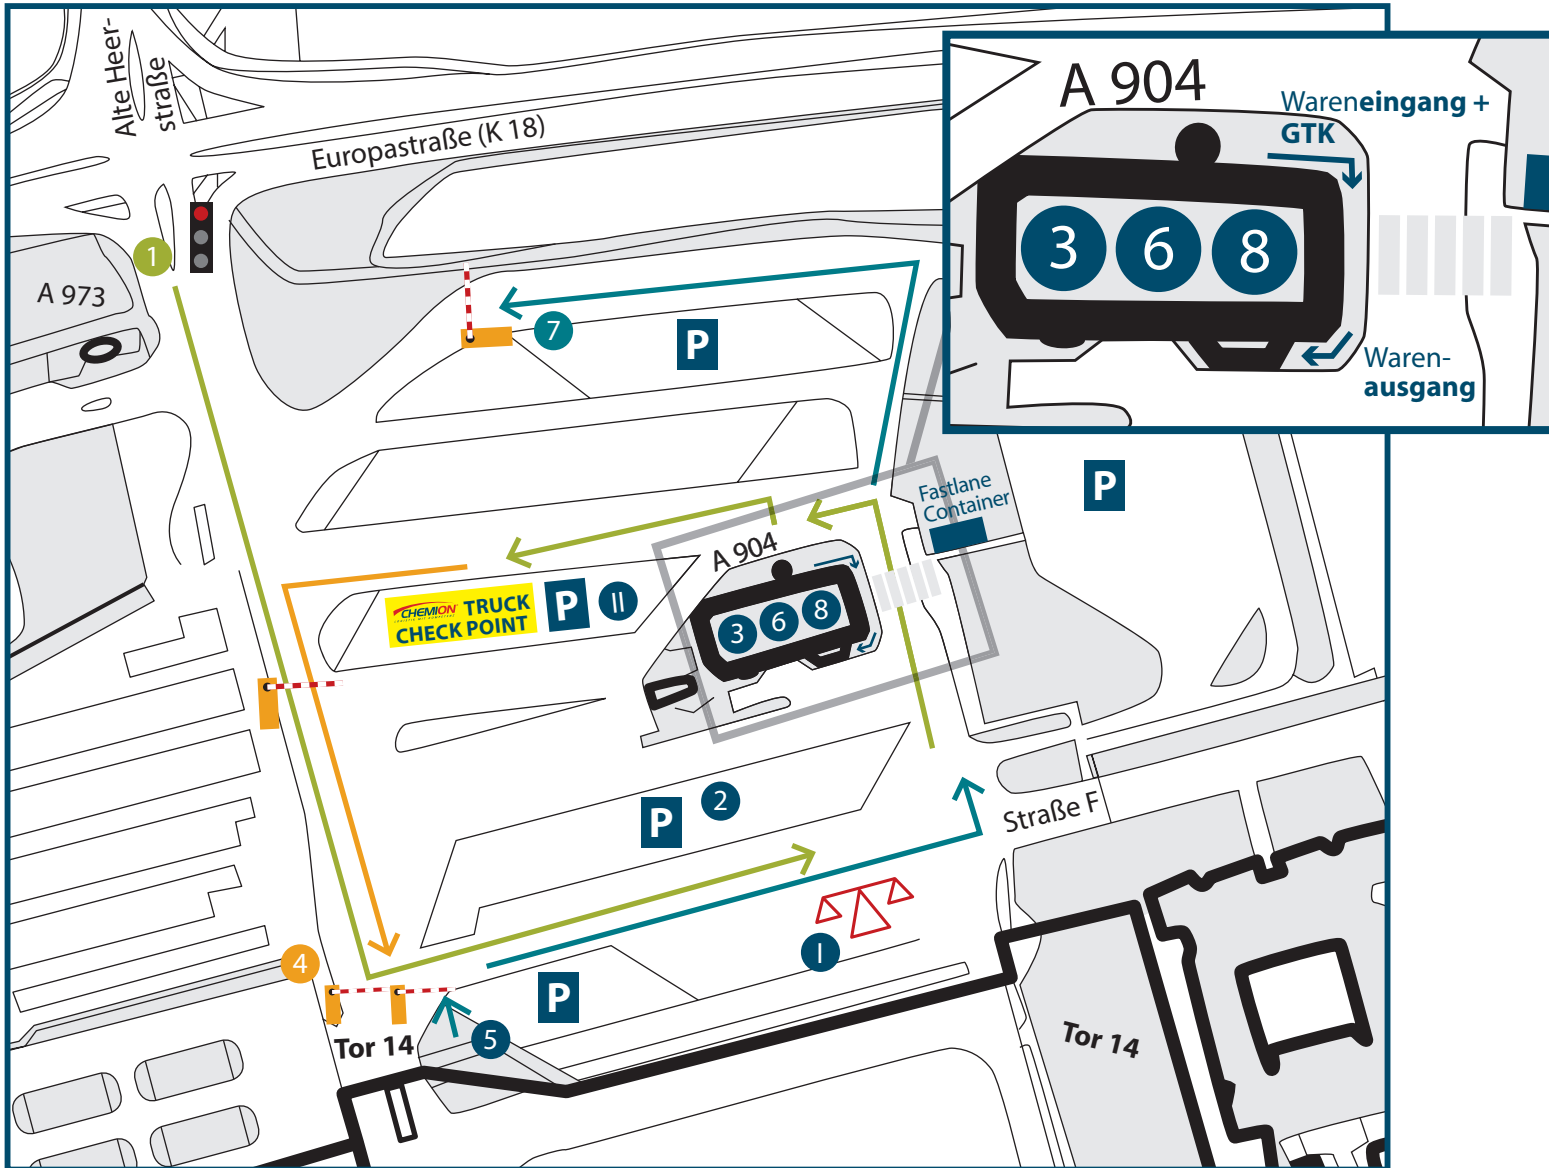 Alte Heer-
straße
Europastraße (K 18)
A 904
Wareneingang +
GTK
3 6 8
Waren-
ausgang
1
A 973
7
P
Fastlane
Container
P
A 904
CHEMION TRUCK
CHECK POINT
P
II
3 6 8
P
2
Straße F
I
4
P
Tor 14
5
Tor 14